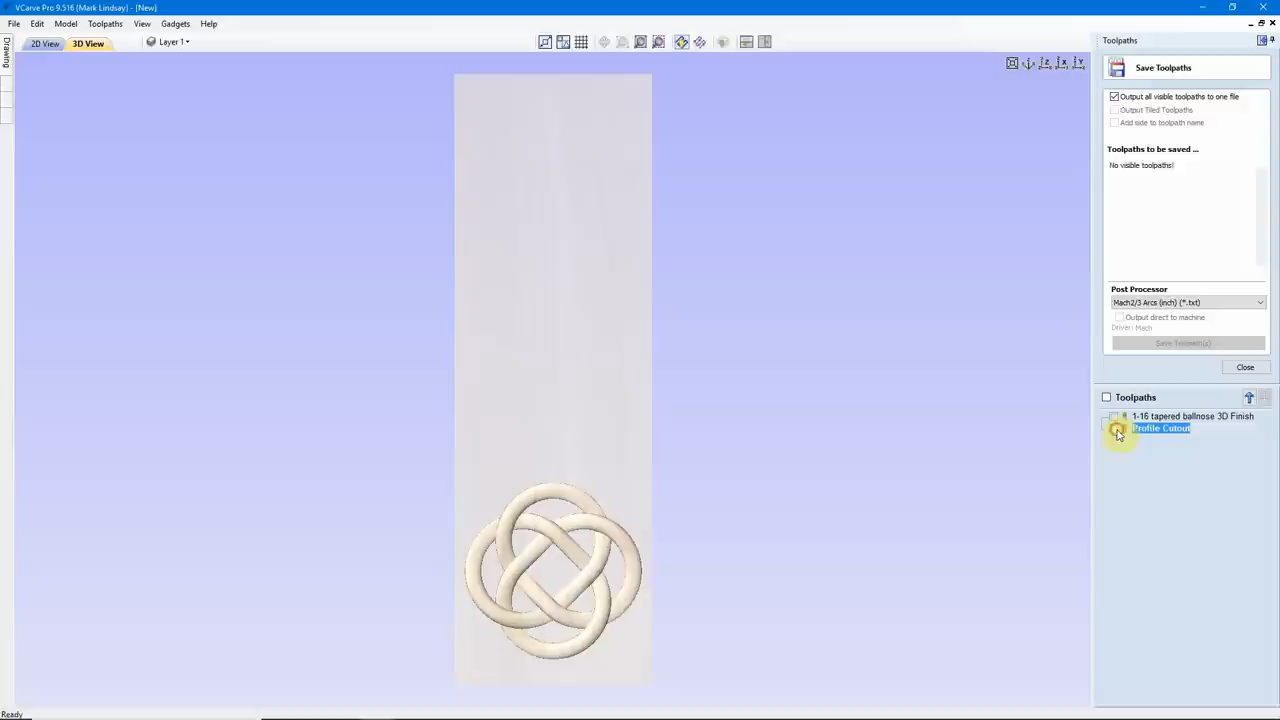 VCarve Pro 9.516 {Mark Lindsay} - [New]
File Edit Model Toolpaths View Gadgets Help
2D View 3D View Layer 1
Drawing
Toolpaths
Save Toolpaths
Output all visible toolpaths to one file
Output Tiled Toolpaths
Add side to toolpath name
Toolpaths to be saved ...
No visible toolpaths!
Post Processor
Mach2/3 Arcs (inch) (*.txt)
Output direct to machine
Driver: Mach
Save Toolpath(s)
Close
Toolpaths
1-16 tapered ballnose 3D Finish
Profile Cutout
Ready